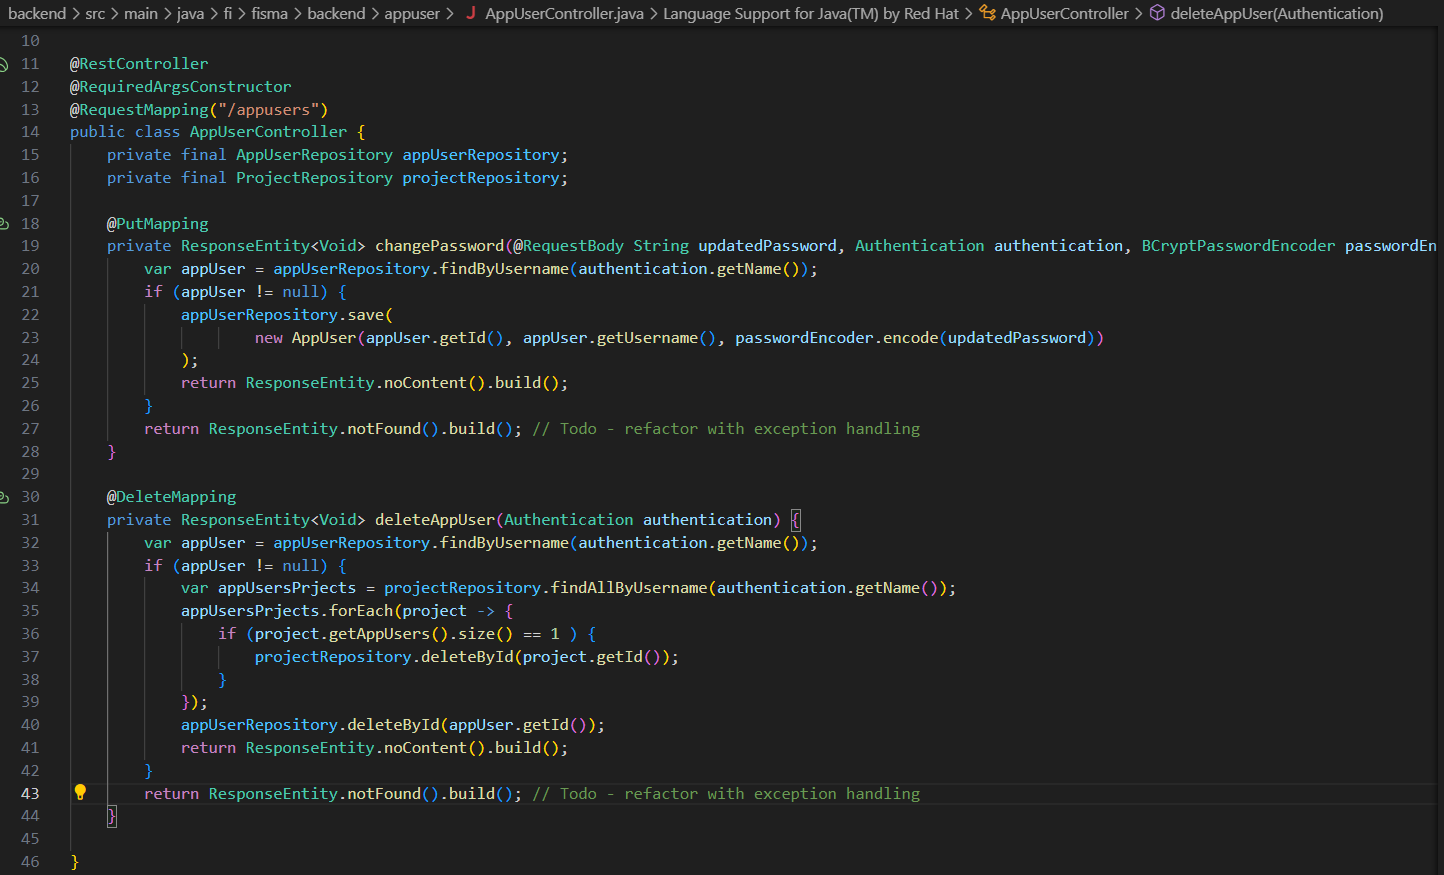 backend > src > main > java > fi > fisma > backend > appuser > J AppUserController.java > Language Support for Java(TM) by Red Hat > AppUserController > deleteAppUser(Authentication)
10
11 @RestController
12 @RequiredArgsConstructor
13 @RequestMapping("/appusers")
14 public class AppUserController {
15 private final AppUserRepository appUserRepository;
16 private final ProjectRepository projectRepository;
17
18 @PutMapping
19 private ResponseEntity<Void> changePassword(@RequestBody String updatedPassword, Authentication authentication, BCryptPasswordEncoder passwordEn
20 var appUser = appUserRepository.findByUsername(authentication.getName());
21 if (appUser != null) {
22 appUserRepository.save(
23 new AppUser(appUser.getId(), appUser.getUsername(), passwordEncoder.encode(updatedPassword))
24 );
25 return ResponseEntity.noContent().build();
26 }
27 return ResponseEntity.notFound().build(); // Todo - refactor with exception handling
28 }
29
30 @DeleteMapping
31 private ResponseEntity<Void> deleteAppUser(Authentication authentication) {
32 var appUser = appUserRepository.findByUsername(authentication.getName());
33 if (appUser != null) {
34 var appUsersPrjects = projectRepository.findAllByUsername(authentication.getName());
35 appUsersPrjects.forEach(project -> {
36 if (project.getAppUsers().size() == 1 ) {
37 projectRepository.deleteById(project.getId());
38 }
39 });
40 appUserRepository.deleteById(appUser.getId());
41 return ResponseEntity.noContent().build();
42 }
43 return ResponseEntity.notFound().build(); // Todo - refactor with exception handling
44 }
45
46 }